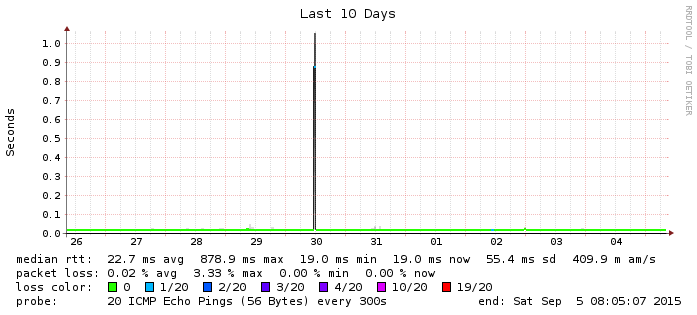 Last 10 Days
RRDTOOL / TOBI OETIKER
Seconds
1.0
0.9
0.8
0.7
0.6
0.5
0.4
0.3
0.2
0.1
0.0
26 27 28 29 30 31 01 02 03 04
median rtt: 22.7 ms avg 878.9 ms max 19.0 ms min 19.0 ms now 55.4 ms sd 409.9 m am/s
packet loss: 0.02 % avg 3.33 % max 0.00 % min 0.00 % now
loss color: 0 1/20 2/20 3/20 4/20 10/20 19/20
probe: 20 ICMP Echo Pings (56 Bytes) every 300s end: Sat Sep 5 08:05:07 2015